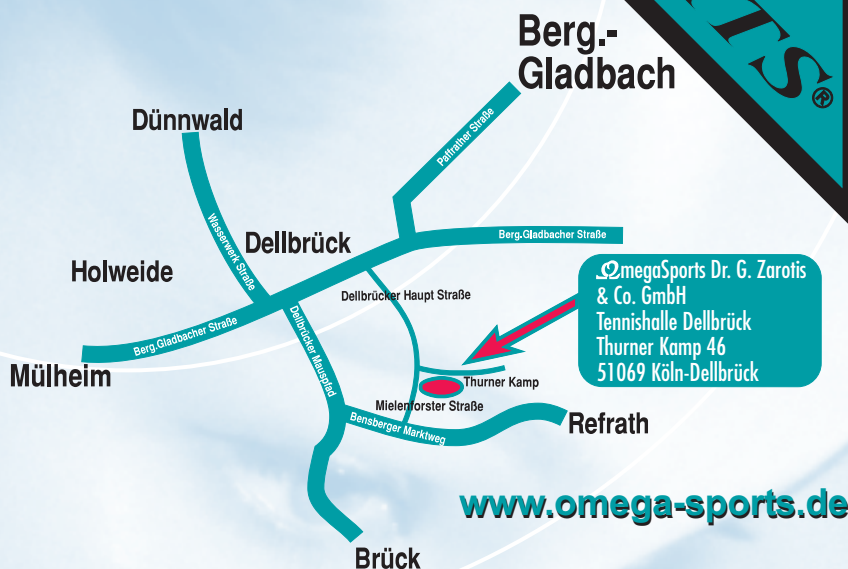 TS®
Berg.-
Gladbach
Paffrather Straße
Dünnwald
Wasserwerk Straße
Dellbrück
Berg.Gladbacher Straße
Holweide
Dellbrücker Haupt Straße
ΩmegaSports Dr. G. Zarotis
& Co. GmbH
Tennishalle Dellbrück
Thurner Kamp 46
51069 Köln-Dellbrück
Berg.Gladbacher Straße
Dellbrücker Mauspfad
Mülheim
Thurner Kamp
Mielenforster Straße
Bensberger Marktweg
Refrath
www.omega-sports.de
Brück